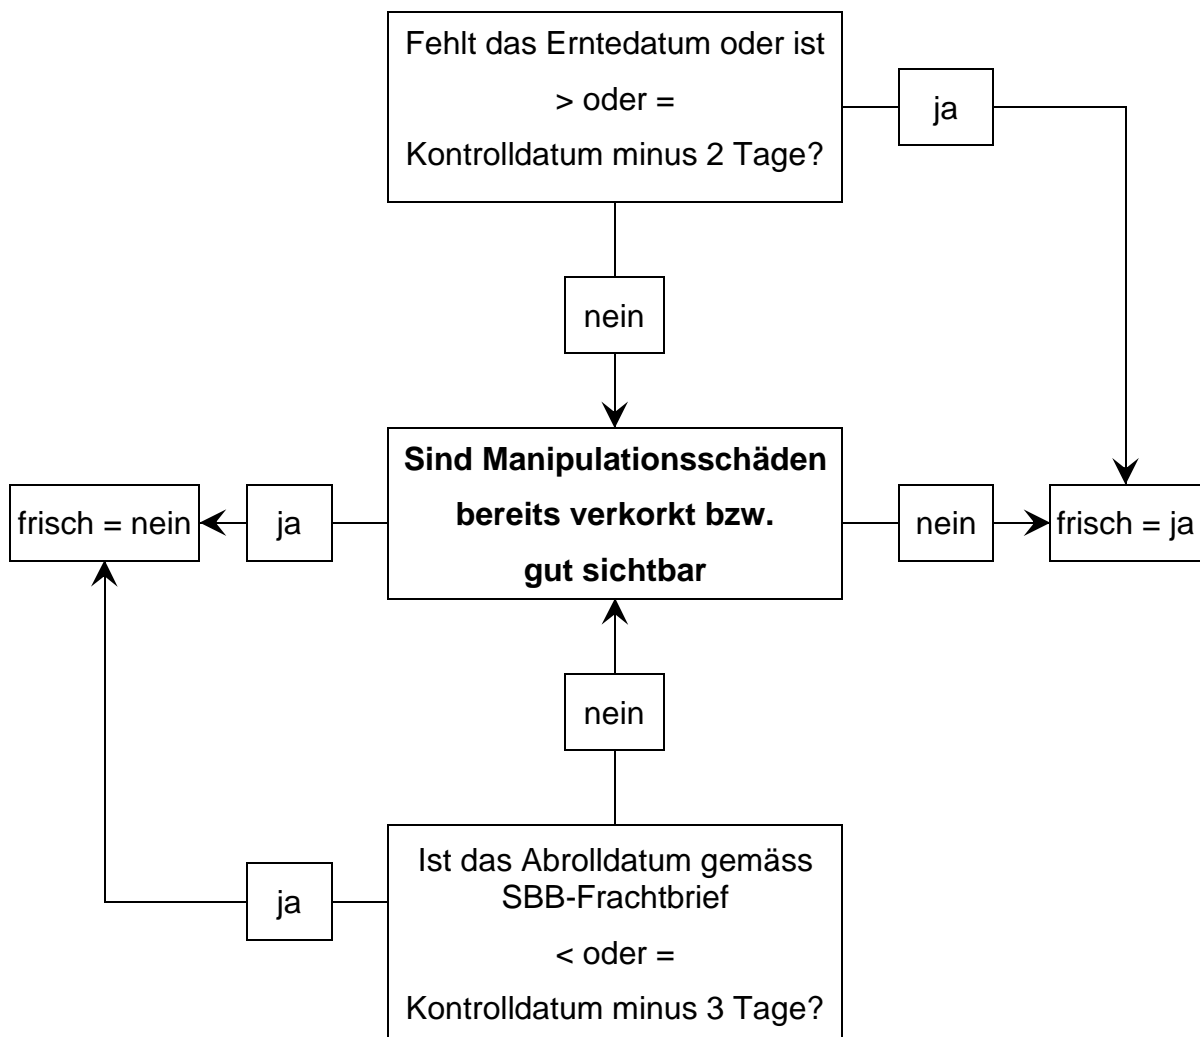 Fehlt das Erntedatum oder ist
> oder =
Kontrolldatum minus 2 Tage?
ja
nein
Sind Manipulationsschäden
bereits verkorkt bzw.
gut sichtbar
frisch = nein
ja
nein
frisch = ja
nein
Ist das Abrolldatum gemäss
SBB-Frachtbrief
< oder =
Kontrolldatum minus 3 Tage?
ja